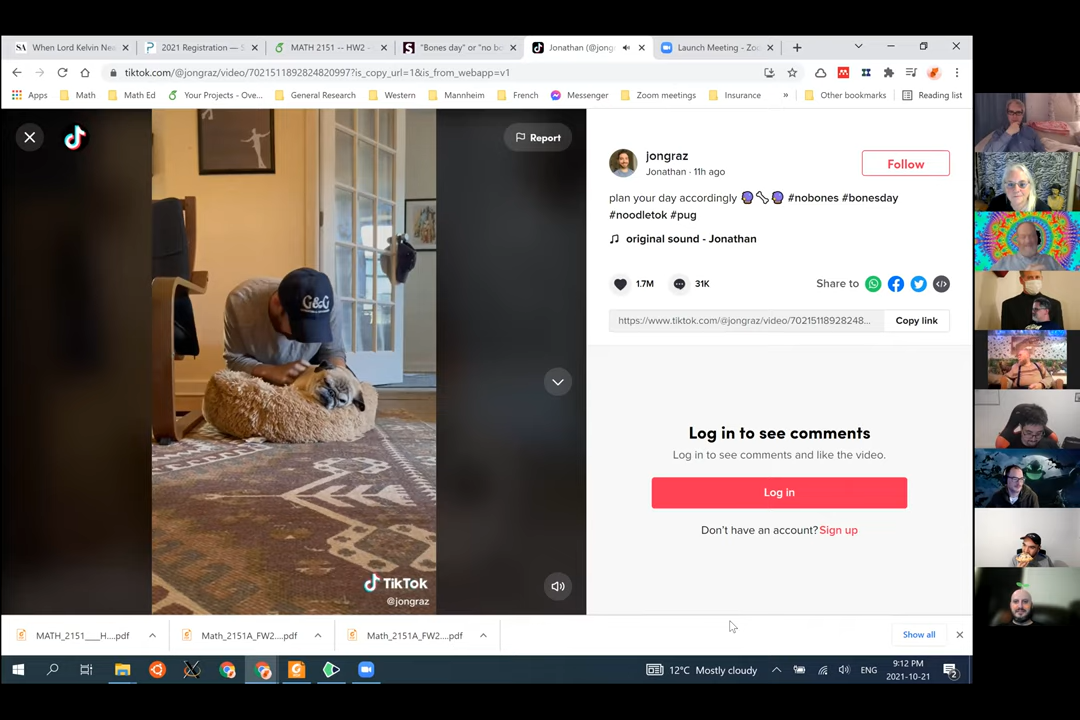 When Lord Kelvin Nea
2021 Registration — S
MATH 2151 -- HW2 -
"Bones day" or "no bo
Jonathan (@jong
Launch Meeting - Zoo
tiktok.com/@jongraz/video/7021511892824820997?is_copy_url=1&is_from_webapp=v1
Apps
Math
Math Ed
Your Projects - Ove...
General Research
Western
Mannheim
French
Messenger
Zoom meetings
Insurance
»
Other bookmarks
Reading list
Report
G&G
TikTok
@jongraz
jongraz
Jonathan · 11h ago
Follow
plan your day accordingly 🔮🦴🔮 #nobones #bonesday
#noodletok #pug
original sound - Jonathan
1.7M
31K
Share to
https://www.tiktok.com/@jongraz/video/70215118928248...
Copy link
Log in to see comments
Log in to see comments and like the video.
Log in
Don't have an account? Sign up
MATH_2151___H....pdf
Math_2151A_FW2....pdf
Math_2151A_FW2....pdf
Show all
12°C Mostly cloudy
ENG
9:12 PM
2021-10-21
2